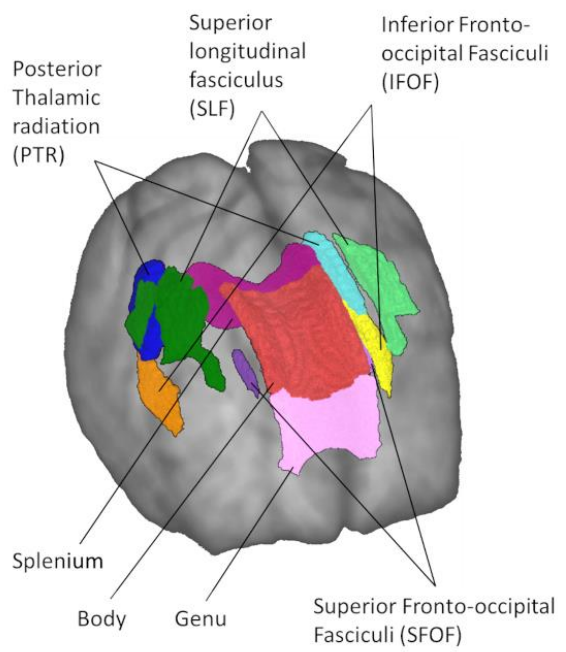 Posterior
Thalamic
radiation
(PTR)
Superior
longitudinal
fasciculus
(SLF)
Inferior Fronto-
occipital Fasciculi
(IFOF)
Splenium
Body
Genu
Superior Fronto-occipital
Fasciculi (SFOF)